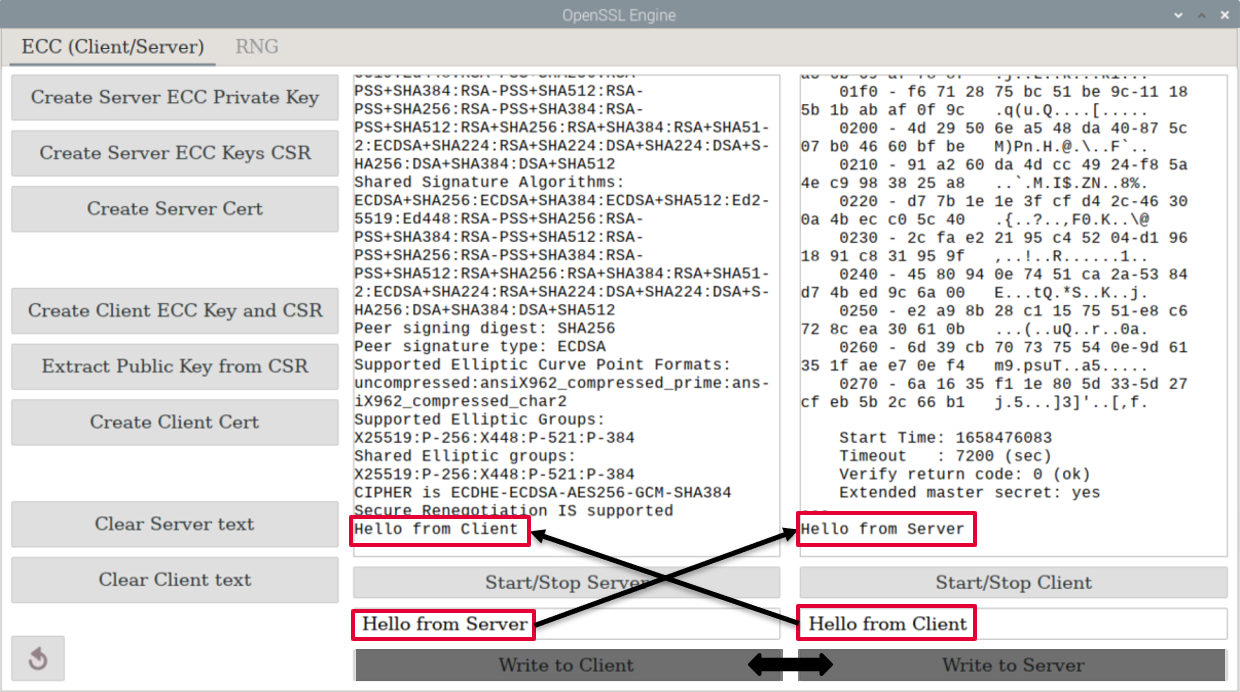 OpenSSL Engine
ECC (Client/Server)
RNG
Create Server ECC Private Key
Create Server ECC Keys CSR
Create Server Cert
Create Client ECC Key and CSR
Extract Public Key from CSR
Create Client Cert
Clear Server text
Clear Client text
PSS+SHA384:RSA-PSS+SHA512:RSA-
PSS+SHA256:RSA-PSS+SHA384:RSA-
PSS+SHA512:RSA+SHA256:RSA+SHA384:RSA+SHA51-
2:ECDSA+SHA224:RSA+SHA224:DSA+SHA224:DSA+S-
HA256:DSA+SHA384:DSA+SHA512
Shared Signature Algorithms:
ECDSA+SHA256:ECDSA+SHA384:ECDSA+SHA512:Ed2-
5519:Ed448:RSA-PSS+SHA256:RSA-
PSS+SHA384:RSA-PSS+SHA512:RSA-
PSS+SHA256:RSA-PSS+SHA384:RSA-
PSS+SHA512:RSA+SHA256:RSA+SHA384:RSA+SHA51-
2:ECDSA+SHA224:RSA+SHA224:DSA+SHA224:DSA+S-
HA256:DSA+SHA384:DSA+SHA512
Peer signing digest: SHA256
Peer signature type: ECDSA
Supported Elliptic Curve Point Formats:
uncompressed:ansiX962_compressed_prime:ans-
iX962_compressed_char2
Supported Elliptic Groups:
X25519:P-256:X448:P-521:P-384
Shared Elliptic groups:
X25519:P-256:X448:P-521:P-384
CIPHER is ECDHE-ECDSA-AES256-GCM-SHA384
Secure Renegotiation IS supported
Hello from Client
Start/Stop Server
Hello from Server
Write to Client
01f0 - f6 71 28 75 bc 51 be 9c-11 18
5b 1b ab af 0f 9c   .q(u.Q....[.....
0200 - 4d 29 50 6e a5 48 da 40-87 5c
07 b0 46 60 bf be   M)Pn.H.@.\..F`..
0210 - 91 a2 60 da 4d cc 49 24-f8 5a
4e c9 98 38 25 a8   ..`.M.I$.ZN..8%.
0220 - d7 7b 1e 1e 3f cf d4 2c-46 30
0a 4b ec c0 5c 40   .{..?..,F0.K..\@
0230 - 2c fa e2 21 95 c4 52 04-d1 96
18 91 c8 31 95 9f   ,..!..R......1..
0240 - 45 80 94 0e 74 51 ca 2a-53 84
d7 4b ed 9c 6a 00   E...tQ.*S..K..j.
0250 - e2 a9 8b 28 c1 15 75 51-e8 c6
72 8c ea 30 61 0b   ...(..uQ..r..0a.
0260 - 6d 39 cb 70 73 75 54 0e-9d 61
35 1f ae e7 0e f4   m9.psuT..a5.....
0270 - 6a 16 35 f1 1e 80 5d 33-5d 27
cf eb 5b 2c 66 b1   j.5...]3]'..[,f.
Start Time: 1658476083
Timeout   : 7200 (sec)
Verify return code: 0 (ok)
Extended master secret: yes
---
Hello from Server
Start/Stop Client
Hello from Client
Write to Server